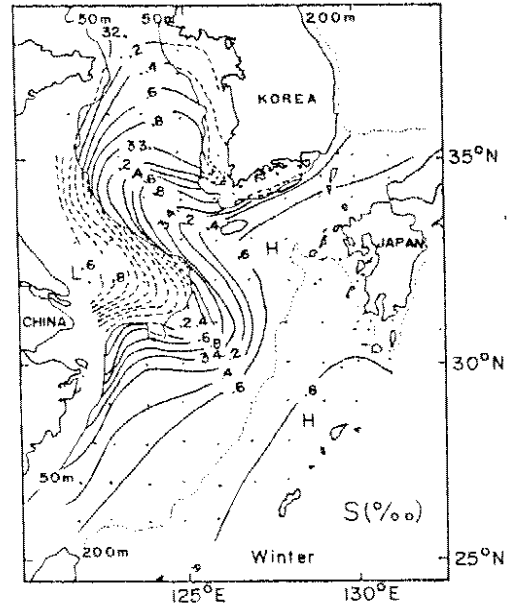 50m 50m 200m
32.
.2
.4
.6
.8
KOREA
33.
.2
.4
.6
.8
35°N
34
.2
.4
H
.6
JAPAN
L .6
.8
CHINA
.2 .4
.6 .8
34 .2
.4
.6
30°N
.6
H
50m
S(‰)
200m
Winter
25°N
125°E
130°E